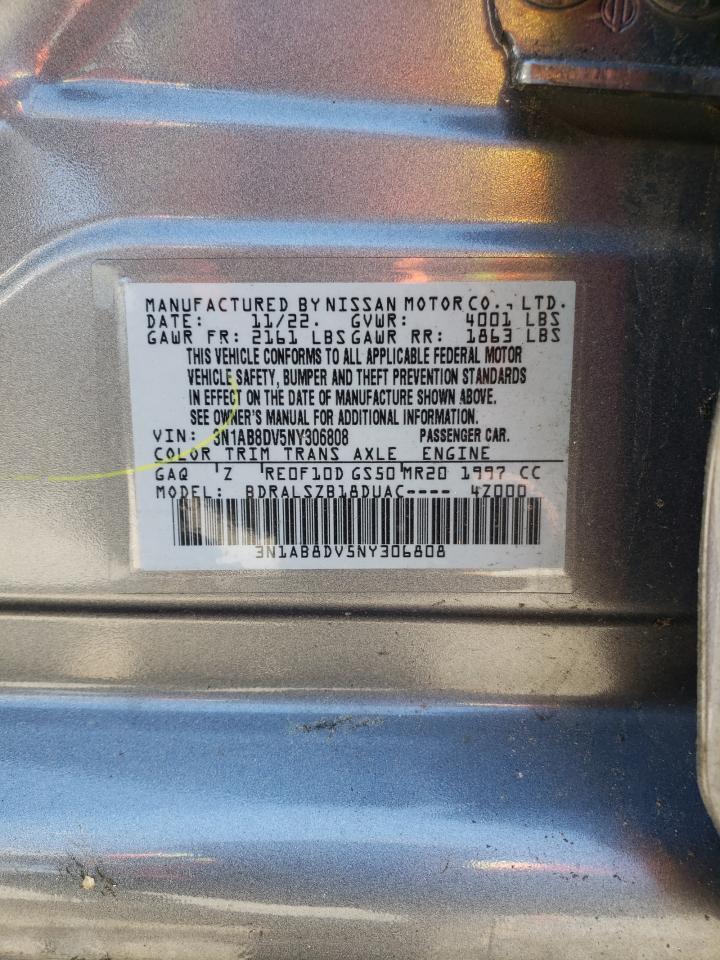 MANUFACTURED BY NISSAN MOTOR CO., LTD.
DATE: 11/22. GVWR: 4001 LBS
GAWR FR: 2161 LBS GAWR RR: 1863 LBS
THIS VEHICLE CONFORMS TO ALL APPLICABLE FEDERAL MOTOR
VEHICLE SAFETY, BUMPER AND THEFT PREVENTION STANDARDS
IN EFFECT ON THE DATE OF MANUFACTURE SHOWN ABOVE.
SEE OWNER'S MANUAL FOR ADDITIONAL INFORMATION.
VIN: 3N1AB8DV5NY306808 PASSENGER CAR.
COLOR TRIM TRANS AXLE ENGINE
GAQ Z RE0F10D GS50 MR20 1997 CC
MODEL: BDRALSZB18DUAC---- 4Z000
3N1AB8DV5NY306808